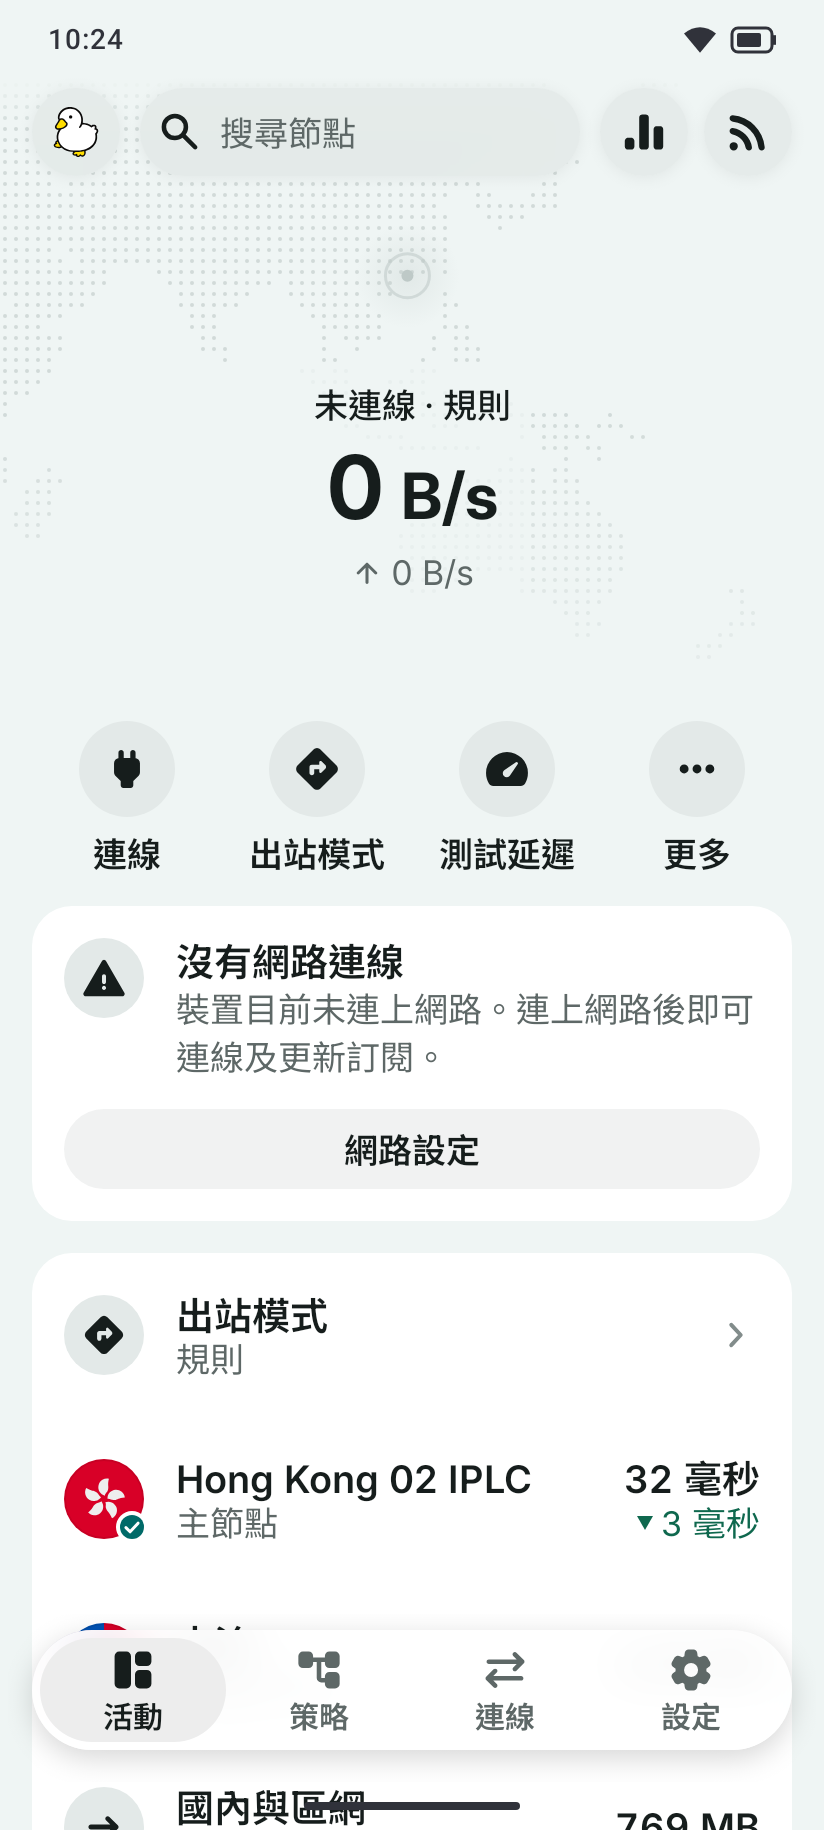 10:24
搜尋節點
未連線 · 規則
0 B/s
↑ 0 B/s
連線
出站模式
測試延遲
更多
沒有網路連線
裝置目前未連上網路。連上網路後即可
連線及更新訂閱。
網路設定
出站模式
規則
Hong Kong 02 IPLC
32 毫秒
主節點
▼3 毫秒
活動
策略
連線
設定
國內與區網
769 MB